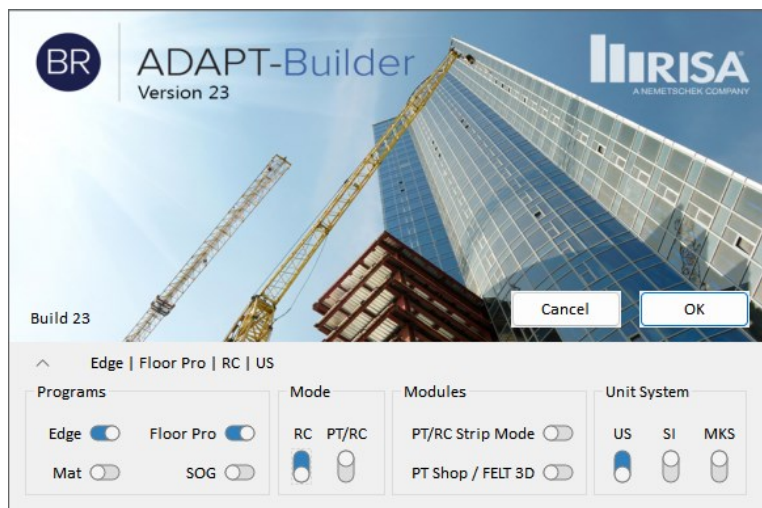 BR
ADAPT-Builder
Version 23
RISA
A NEMETSCHEK COMPANY
Build 23
Cancel
OK
Edge | Floor Pro | RC | US
Programs
Mode
Modules
Unit System
Edge
Floor Pro
RC
PT/RC
PT/RC Strip Mode
US
SI
MKS
Mat
SOG
PT Shop / FELT 3D